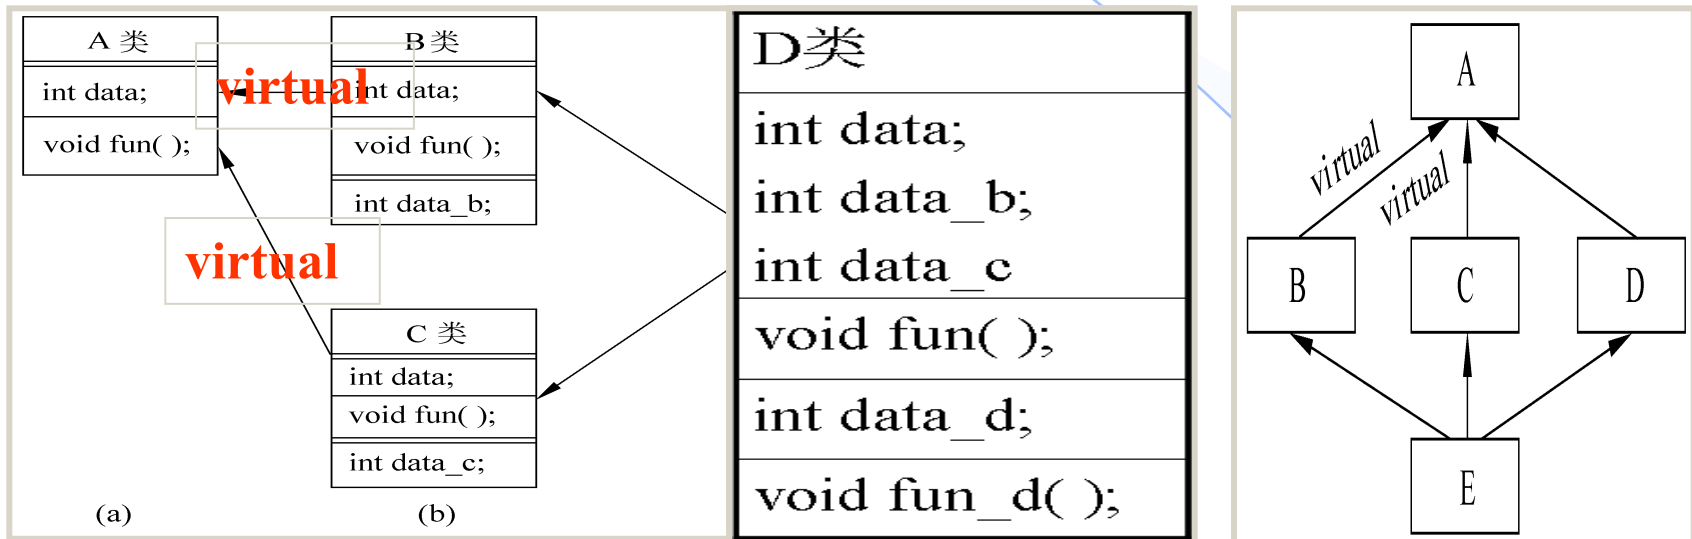 A 类
int data;
void fun( );
virtual
virtual
B 类
int data;
void fun( );
int data_b;
C 类
int data;
void fun( );
int data_c;
(a)
(b)
D类
int data;
int data_b;
int data_c
void fun( );
int data_d;
void fun_d( );
A
virtual
virtual
B
C
D
E